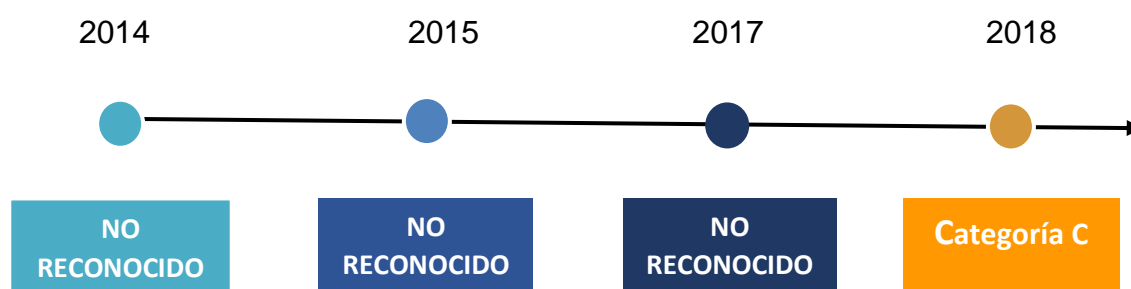 2014
2015
2017
2018
NO
RECONOCIDO
NO
RECONOCIDO
NO
RECONOCIDO
Categoría C